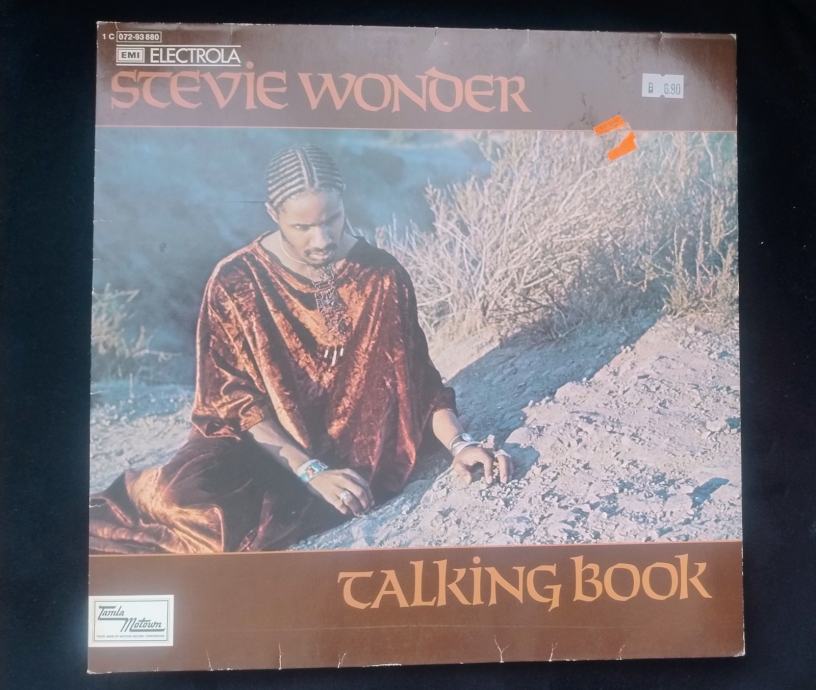 1 C 072-93 880
EMI ELECTROLA
STEVIE WONDER
6.90
TALKING BOOK
Tamla
Motown